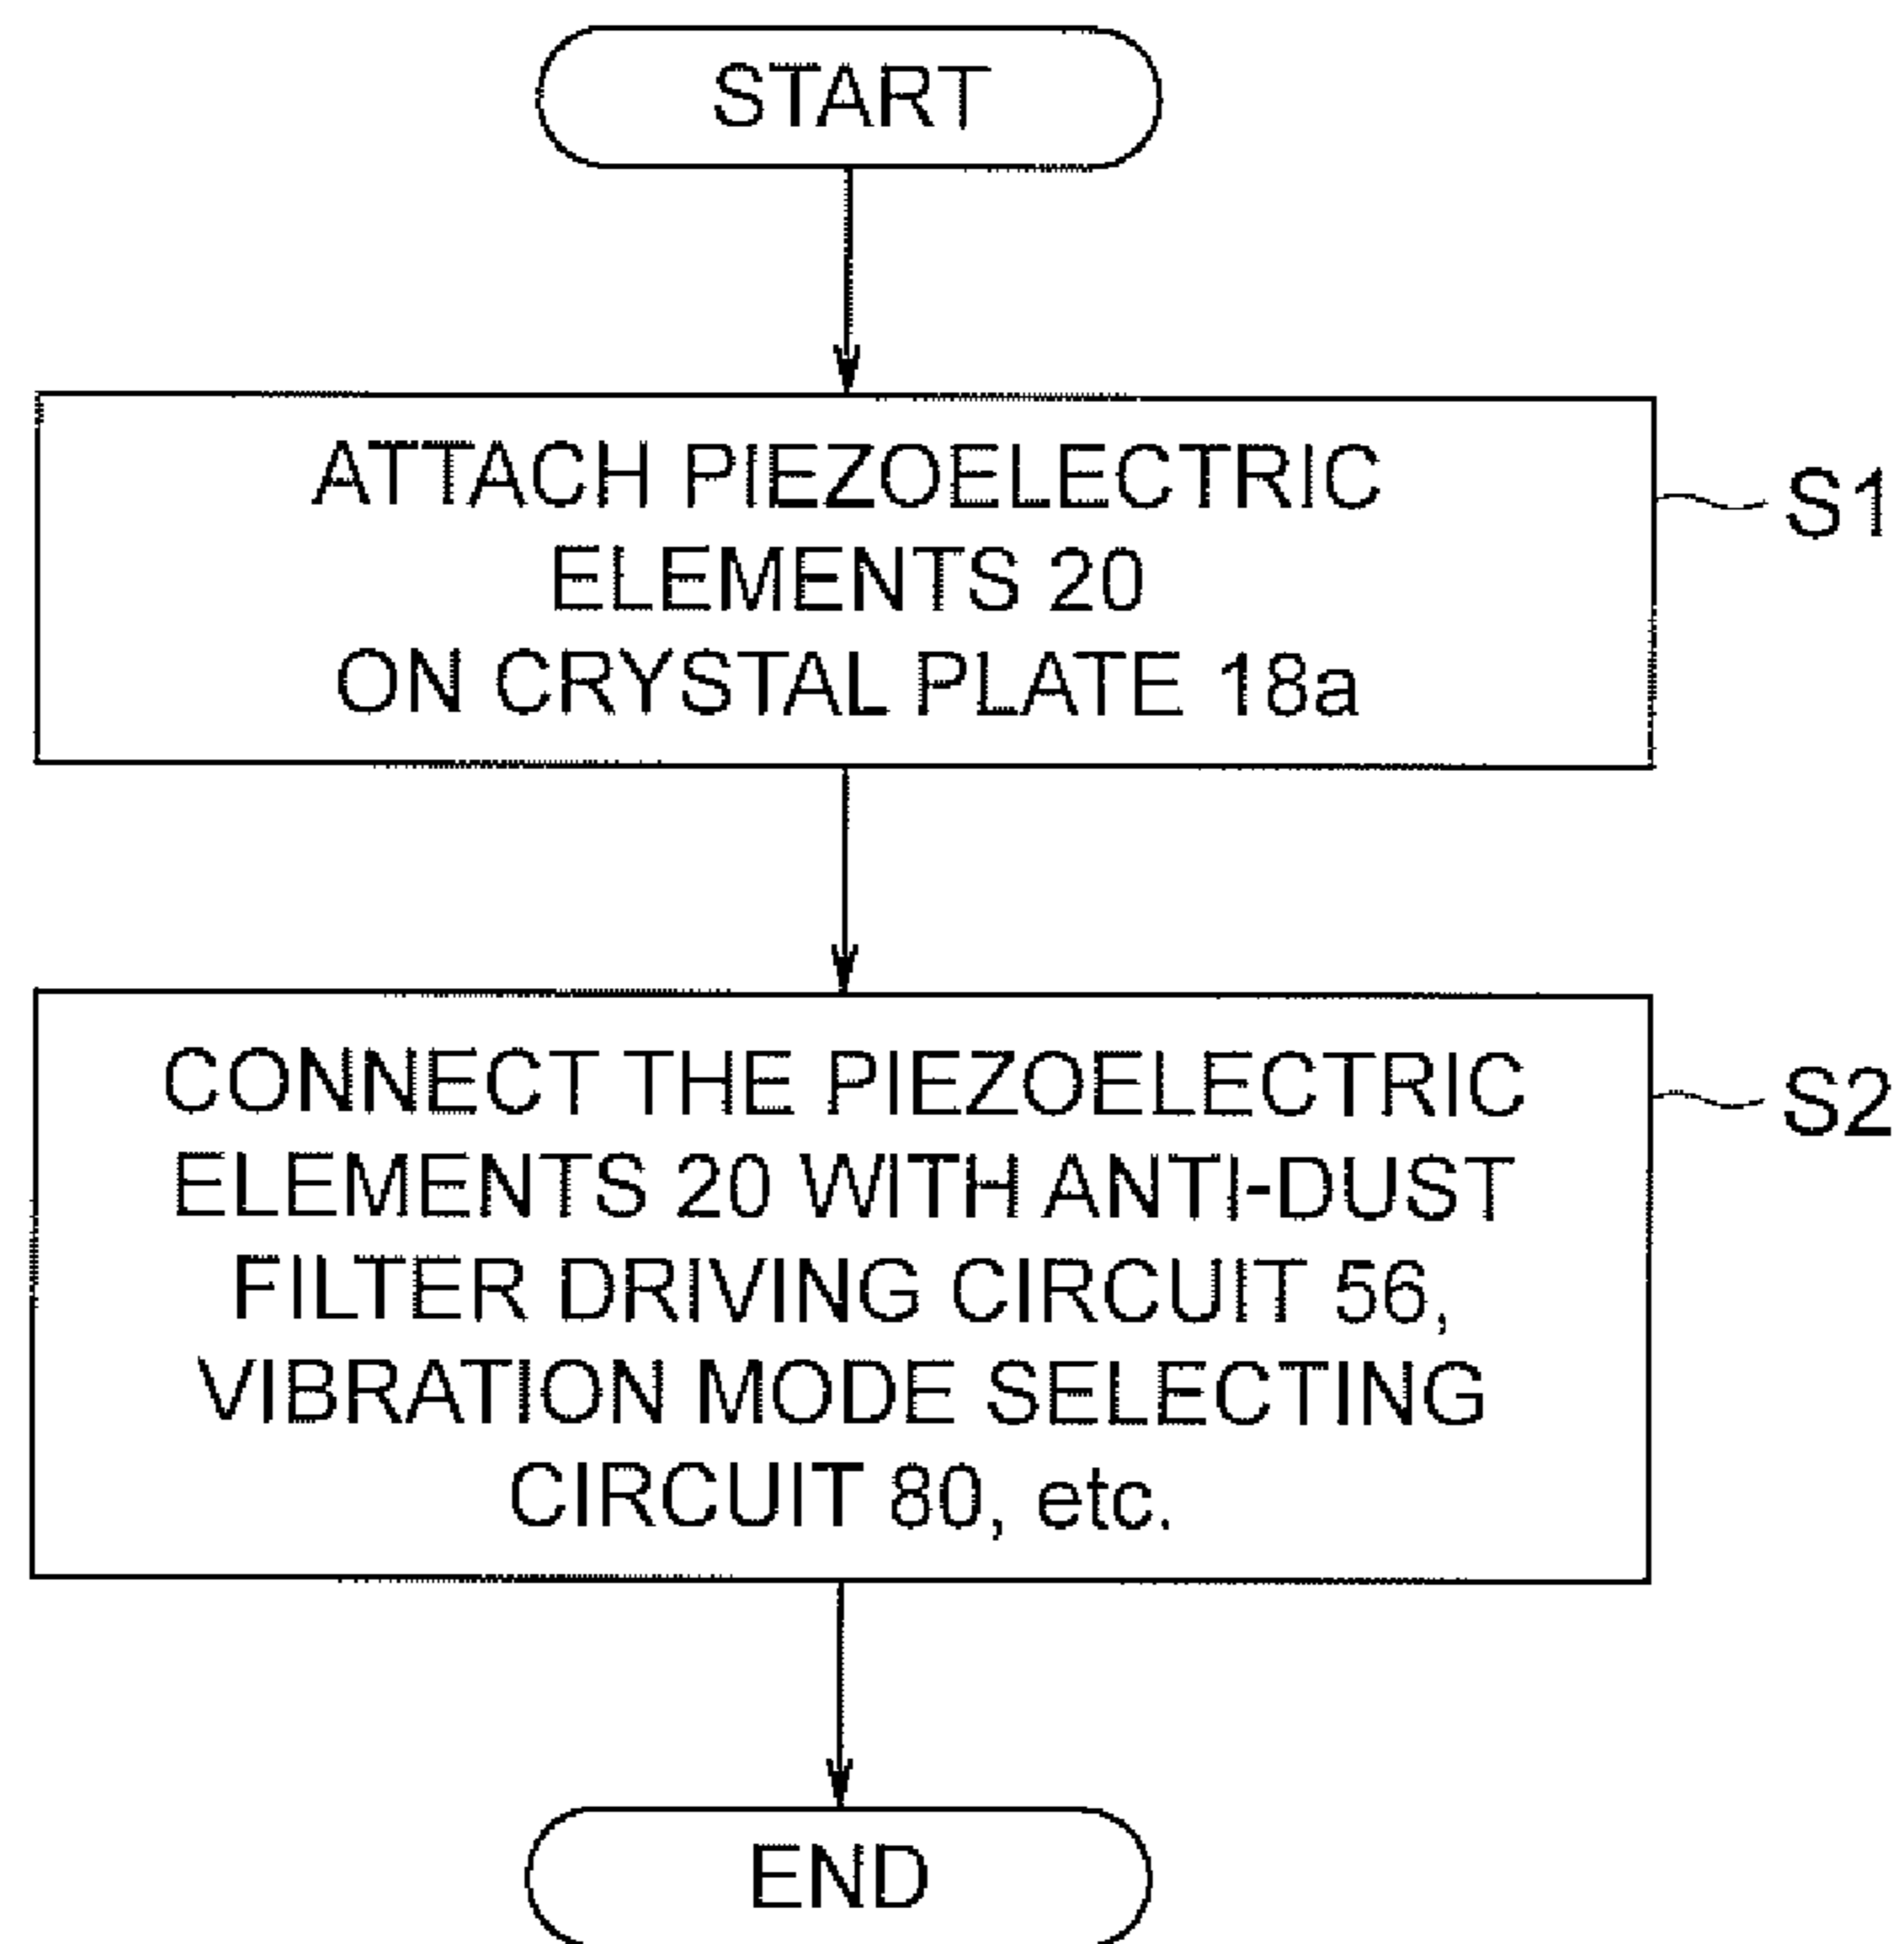 START
ATTACH PIEZOELECTRIC
ELEMENTS 20
ON CRYSTAL PLATE 18a
S1
CONNECT THE PIEZOELECTRIC
ELEMENTS 20 WITH ANTI-DUST
FILTER DRIVING CIRCUIT 56,
VIBRATION MODE SELECTING
CIRCUIT 80, etc.
S2
END